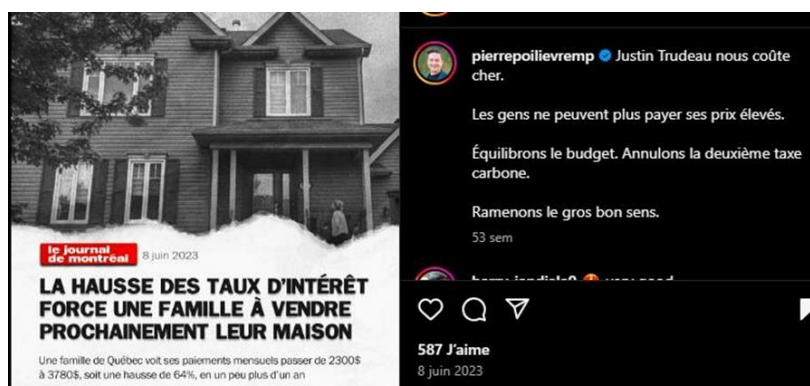 le journal
de montréal
8 juin 2023
LA HAUSSE DES TAUX D'INTÉRÊT
FORCE UNE FAMILLE À VENDRE
PROCHAINEMENT LEUR MAISON
Une famille de Québec voit ses paiements mensuels passer de 2300$
à 3780$, soit une hausse de 64%, en un peu plus d'un an
pierrepoilievremp Justin Trudeau nous coûte
cher.
Les gens ne peuvent plus payer ses prix élevés.
Équilibrons le budget. Annulons la deuxième taxe
carbone.
Ramenons le gros bon sens.
53 sem
very good
587 J'aime
8 juin 2023